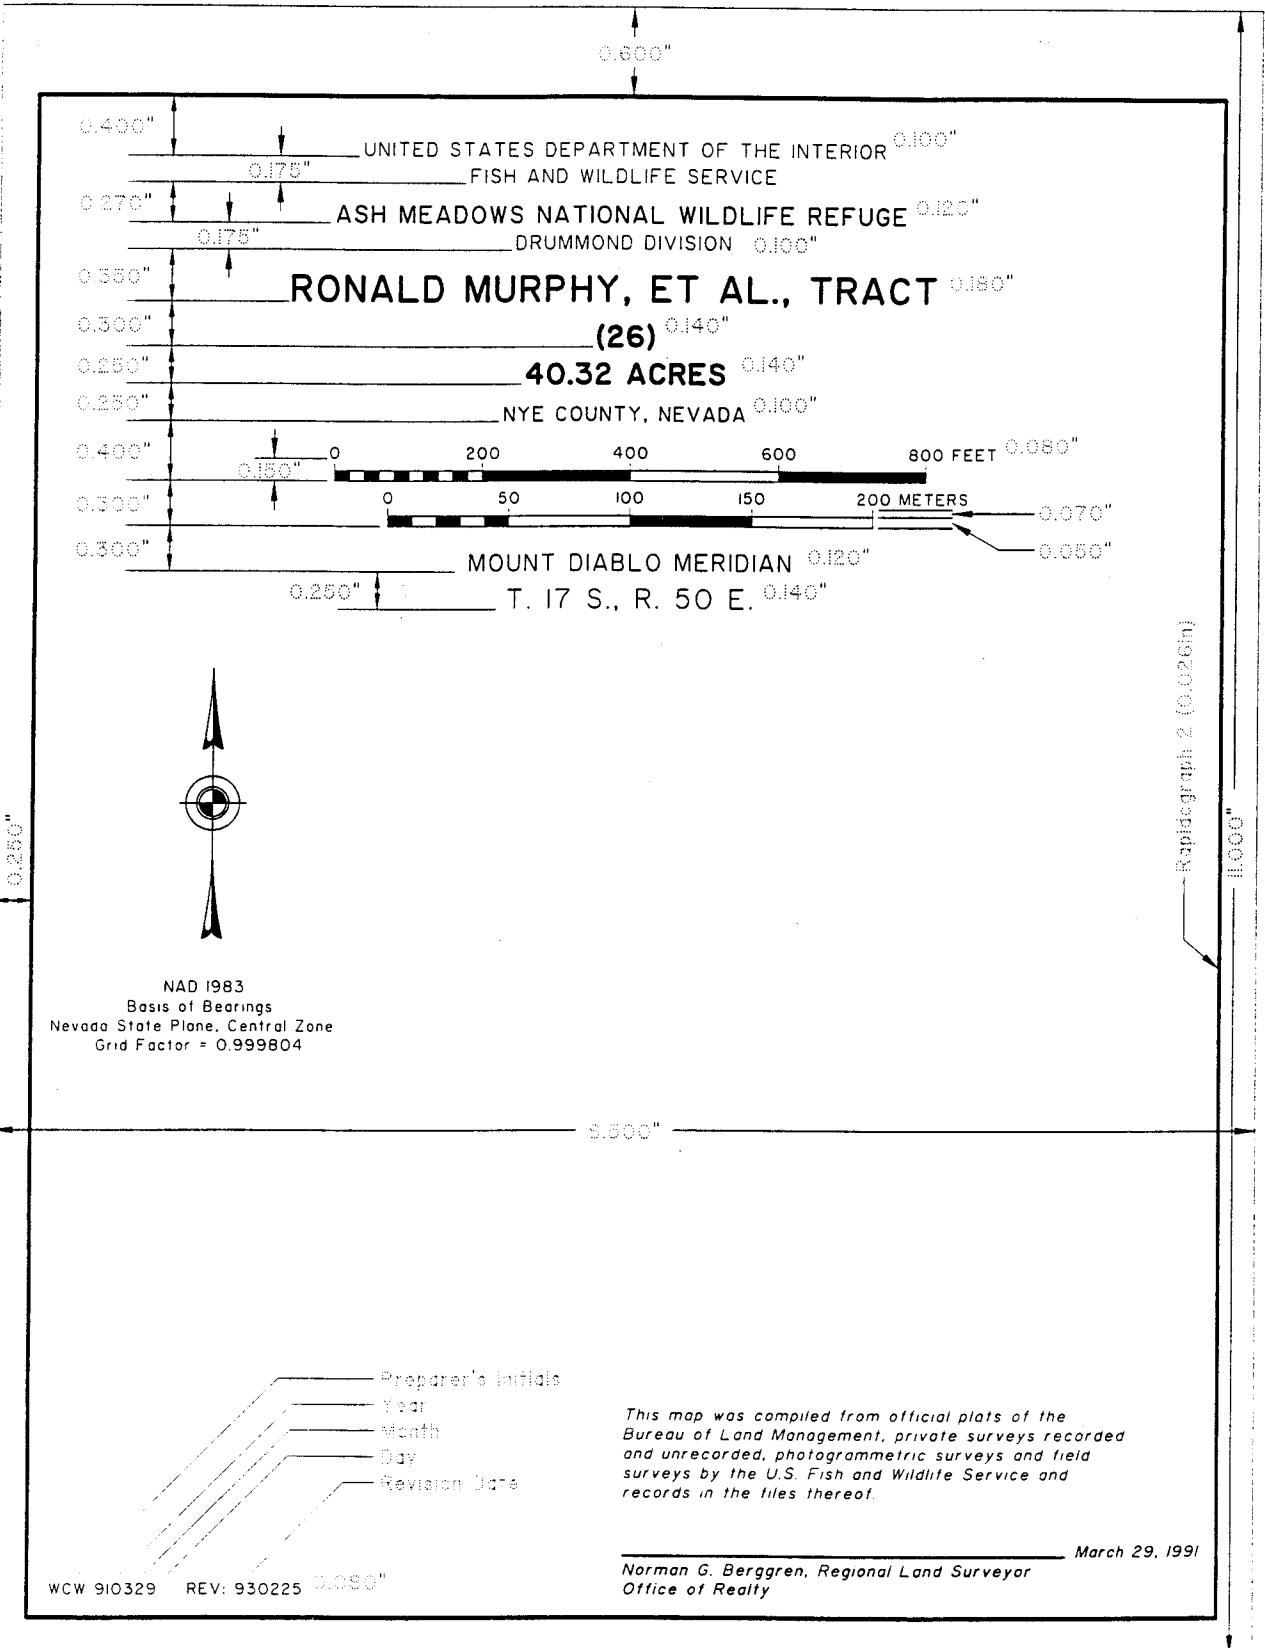 0.600"
0.400"
UNITED STATES DEPARTMENT OF THE INTERIOR 0.100"
0.175"
FISH AND WILDLIFE SERVICE
0.270"
ASH MEADOWS NATIONAL WILDLIFE REFUGE 0.120"
0.175"
DRUMMOND DIVISION 0.100"
0.350"
RONALD MURPHY, ET AL., TRACT 0.180"
0.300"
(26) 0.140"
0.250"
40.32 ACRES 0.140"
0.250"
NYE COUNTY, NEVADA 0.100"
0.400"
0 200 400 600 800 FEET 0.080"
0.150"
0.300"
0 50 100 150 200 METERS
0.070"
0.050"
0.300"
MOUNT DIABLO MERIDIAN 0.120"
0.250"
T. 17 S., R. 50 E. 0.140"
Rapidograph 2 (0.026in)
0.250"
11.000"
NAD 1983
Basis of Bearings
Nevada State Plane, Central Zone
Grid Factor = 0.999804
8.500"
Preparer's Initials
Year
Month
Day
Revision Date
This map was compiled from official plats of the
Bureau of Land Management, private surveys recorded
and unrecorded, photogrammetric surveys and field
surveys by the U.S. Fish and Wildlife Service and
records in the files thereof.
March 29, 1991
Norman G. Berggren, Regional Land Surveyor
Office of Realty
WCW 910329 REV: 930225 0.080"